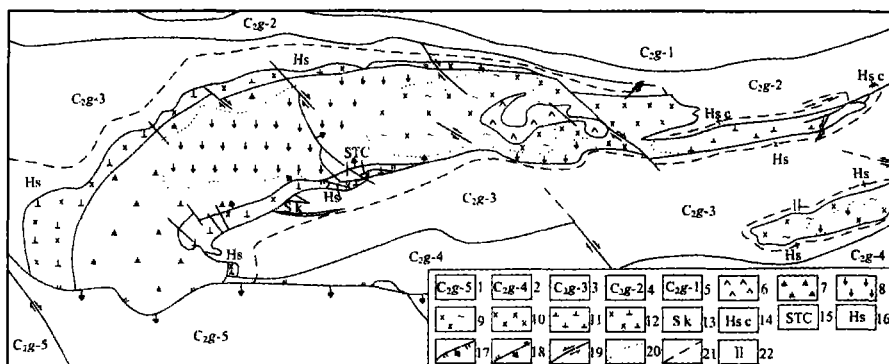 C₂g-2
C₂g-1
Hs
Hs c
C₂g-3
C₂g-2
Hs c
STC
Hs
Hs
Hs
Hs
C₂g-3
C₂g-3
Sk
Hs
C₂g-4
Hs
C₂g-4
C₂g-5
C₂g-5
C₂g-5 1 C₂g-4 2 C₂g-3 3 C₂g-2 4 C₂g-1 5 6 7 8
9 10 11 12 Sk 13 Hs c 14 STC 15 Hs 16
17 18 19 20 21 22